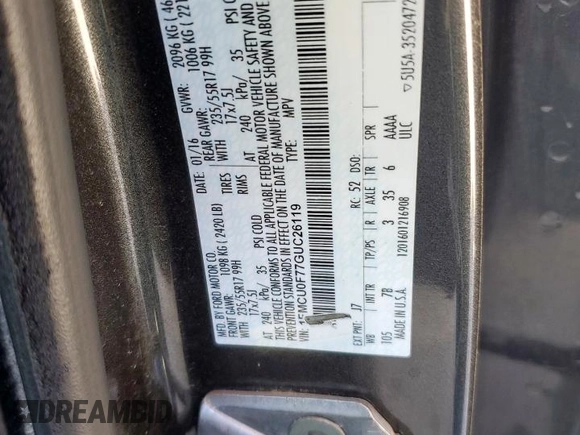 MFD. BY FORD MOTOR CO.
DATE: 01/16
GVWR: 2096 KG ( 46
FRONT GAWR: 1098 KG ( 2420 LB)
REAR GAWR: 1006 KG ( 221
WITH 235/55R17 99H TIRES 235/55R17 99H
17x7.5J RIMS 17x7.5J
AT 240 kPa/ 35 PSI COLD AT 240 kPa/ 35 PSI COL
THIS VEHICLE CONFORMS TO ALL APPLICABLE FEDERAL MOTOR VEHICLE SAFETY AND
PREVENTION STANDARDS IN EFFECT ON THE DATE OF MANUFACTURE SHOWN ABOVE
VIN: 1FMCU0F77GUC26119
TYPE: MPV
EXT PNT: J7 RC: 52 DSO:
WB INT TR TP/PS R AXLE TR SPR
105 7B 3 35 6 AAAA
ULC
MADE IN U.S.A. 1201601216908
▽5U5A-3520472
DREAMBID